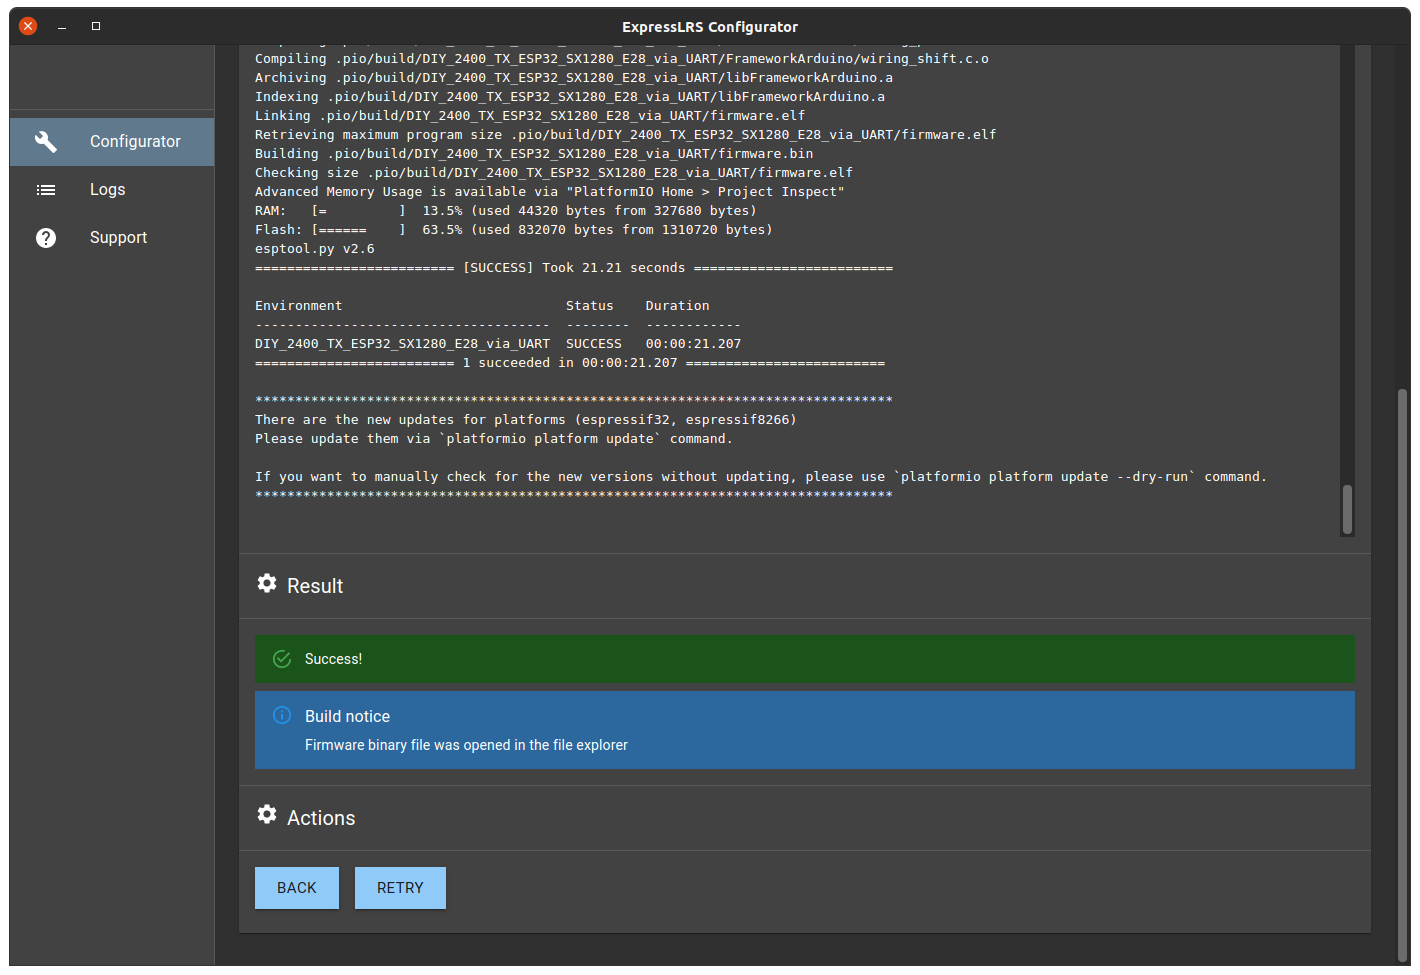 ExpressLRS Configurator
Configurator
Logs
Support
Compiling .pio/build/DIY_2400_TX_ESP32_SX1280_E28_via_UART/FrameworkArduino/wiring_shift.c.o
Archiving .pio/build/DIY_2400_TX_ESP32_SX1280_E28_via_UART/libFrameworkArduino.a
Indexing .pio/build/DIY_2400_TX_ESP32_SX1280_E28_via_UART/libFrameworkArduino.a
Linking .pio/build/DIY_2400_TX_ESP32_SX1280_E28_via_UART/firmware.elf
Retrieving maximum program size .pio/build/DIY_2400_TX_ESP32_SX1280_E28_via_UART/firmware.elf
Building .pio/build/DIY_2400_TX_ESP32_SX1280_E28_via_UART/firmware.bin
Checking size .pio/build/DIY_2400_TX_ESP32_SX1280_E28_via_UART/firmware.elf
Advanced Memory Usage is available via "PlatformIO Home > Project Inspect"
RAM:   [=         ]  13.5% (used 44320 bytes from 327680 bytes)
Flash: [======    ]  63.5% (used 832070 bytes from 1310720 bytes)
esptool.py v2.6
========================= [SUCCESS] Took 21.21 seconds =========================
Environment                            Status    Duration
-------------------------------------  --------  ------------
DIY_2400_TX_ESP32_SX1280_E28_via_UART  SUCCESS   00:00:21.207
========================= 1 succeeded in 00:00:21.207 =========================
********************************************************************************
There are the new updates for platforms (espressif32, espressif8266)
Please update them via `platformio platform update` command.
If you want to manually check for the new versions without updating, please use `platformio platform update --dry-run` command.
********************************************************************************
Result
Success!
Build notice
Firmware binary file was opened in the file explorer
Actions
BACK
RETRY